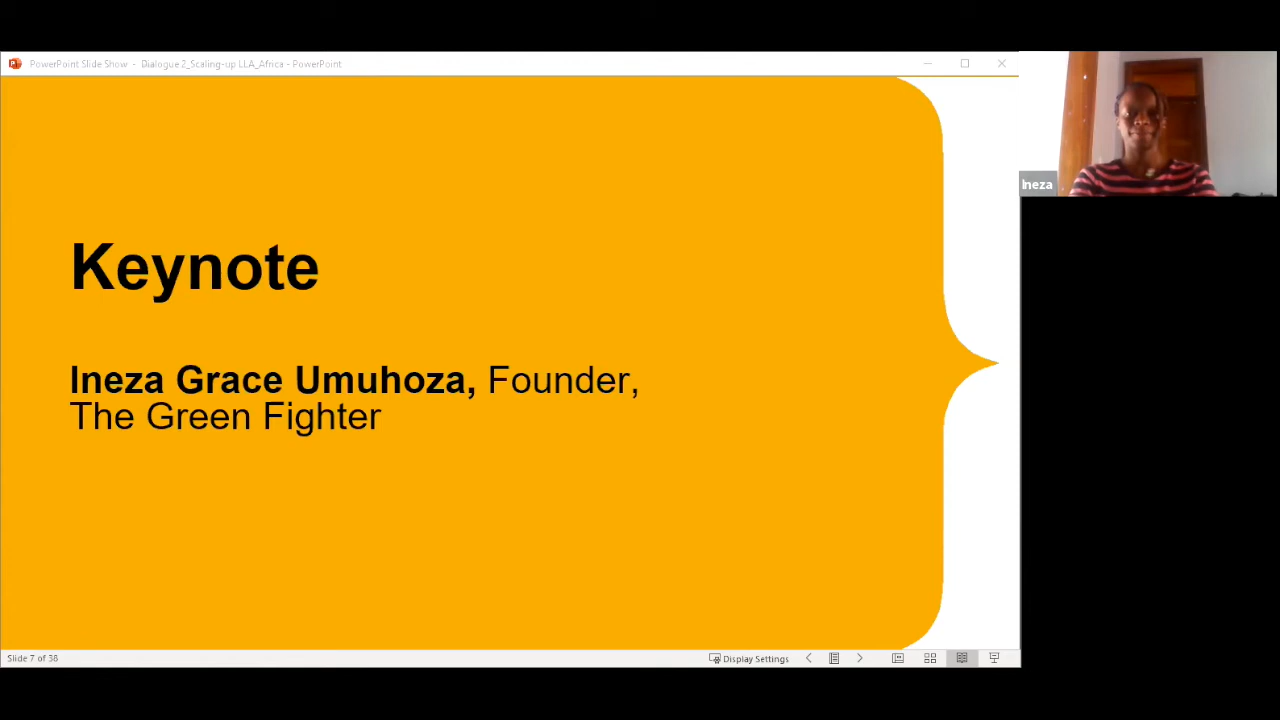 PowerPoint Slide Show - Dialogue 2_Scaling-up LLA_Africa - PowerPoint
Keynote
Ineza Grace Umuhoza, Founder,
The Green Fighter
Ineza
Slide 7 of 38
Display Settings